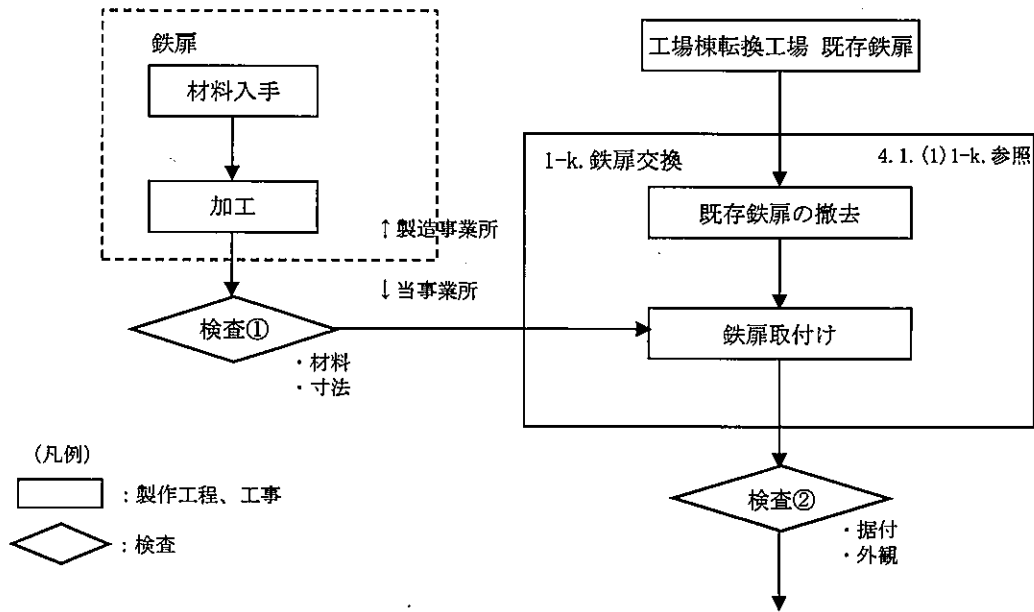 鉄扉
材料入手
加工
↑製造事業所
↓当事業所
検査①
・材料
・寸法
工場棟転換工場 既存鉄扉
1-k.鉄扉交換
4.1.(1)1-k.参照
既存鉄扉の撤去
鉄扉取付け
検査②
・据付
・外観
(凡例)
:製作工程、工事
:検査